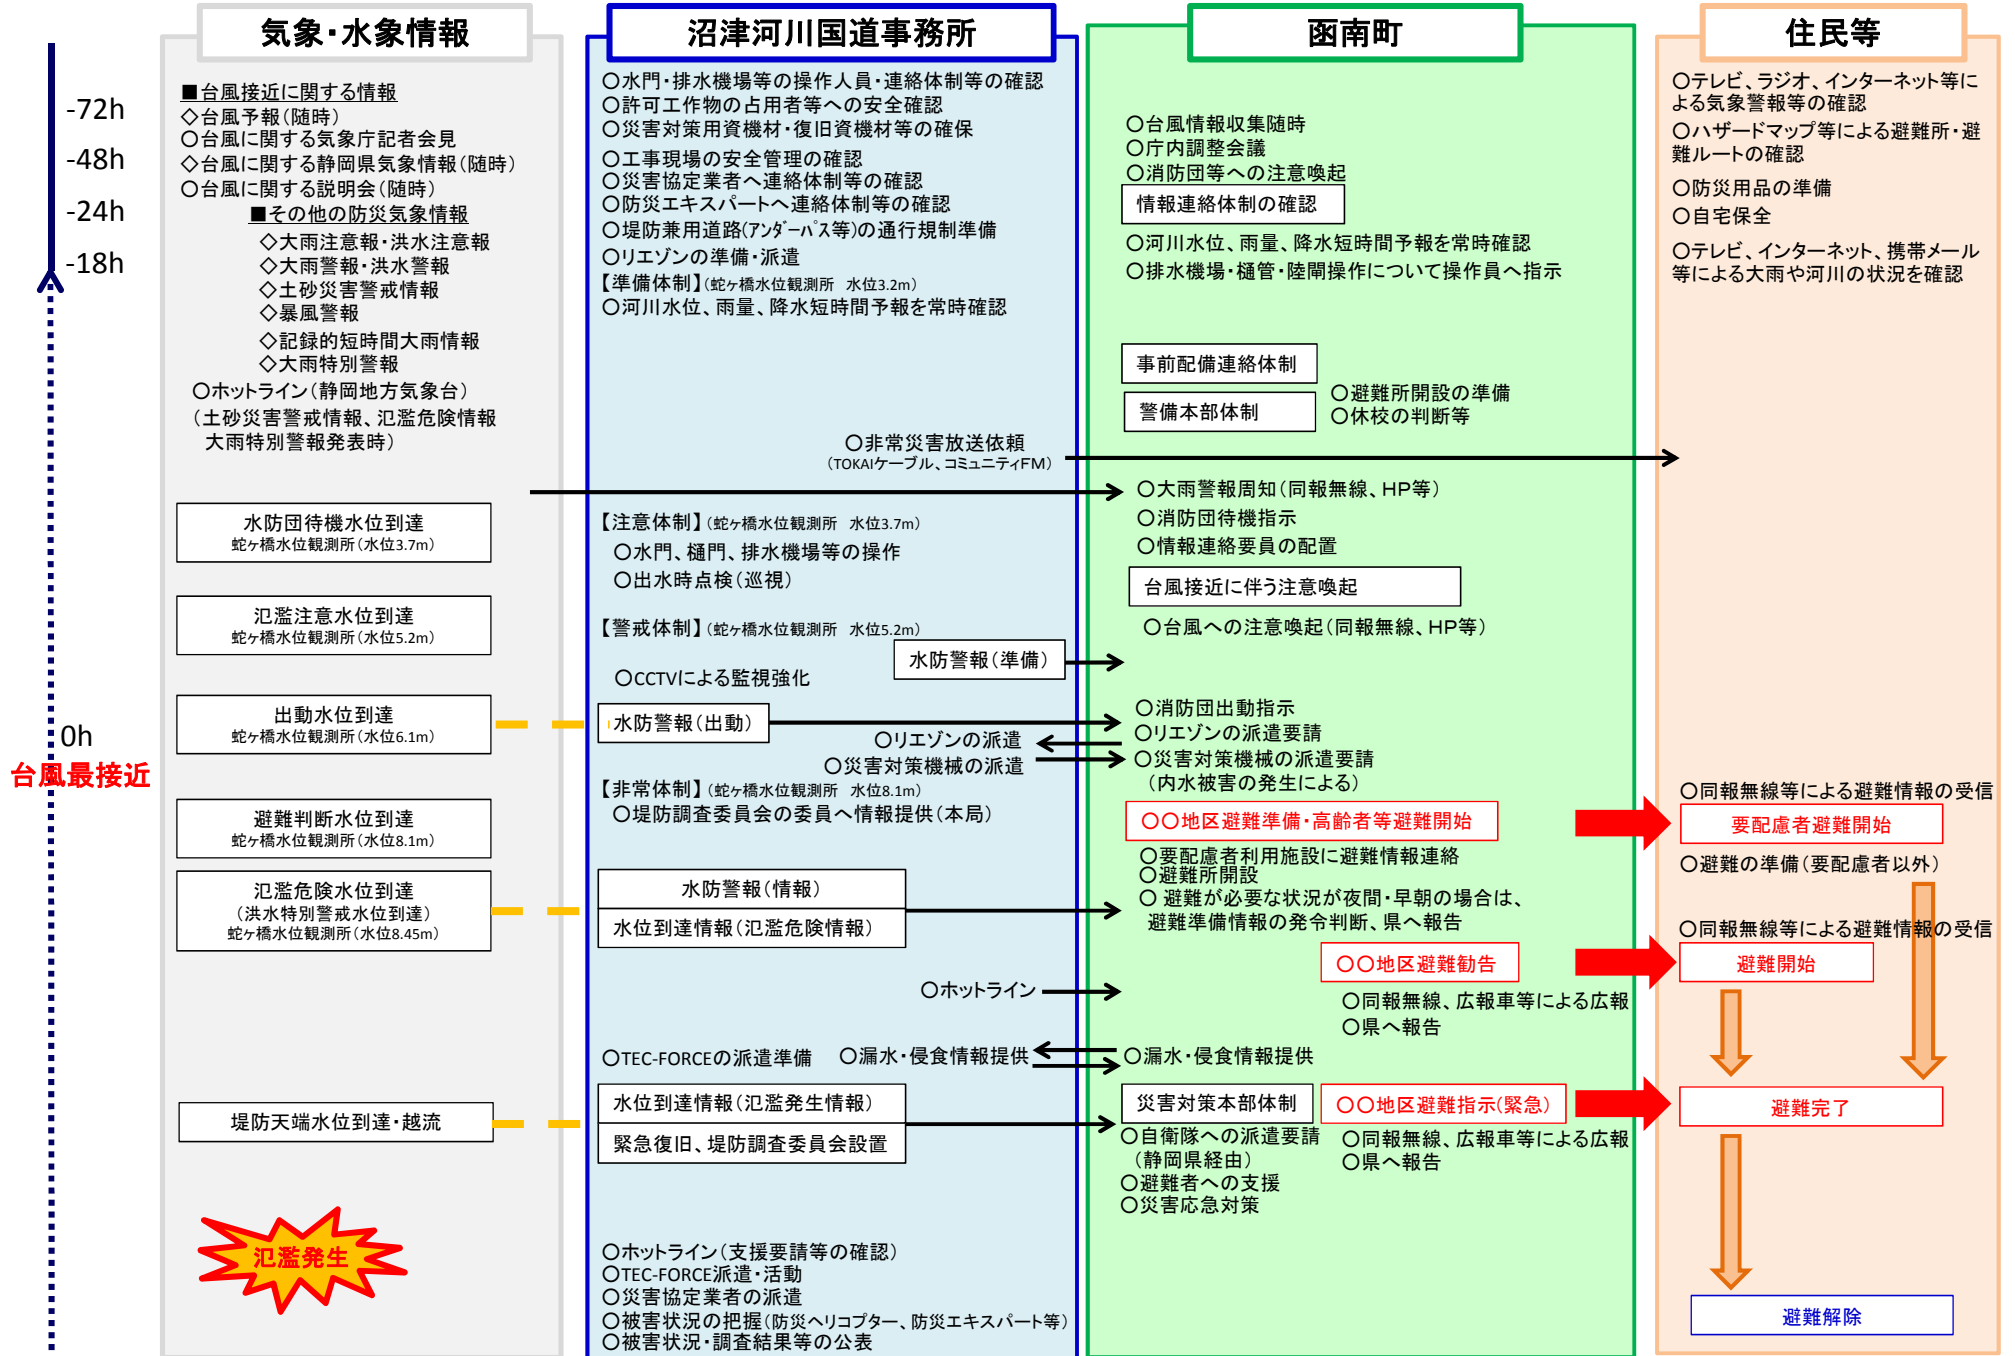 -72h
-48h
-24h
-18h
0h
台風最接近
気象・水象情報
■台風接近に関する情報
◇台風予報(随時)
〇台風に関する気象庁記者会見
◇台風に関する静岡県気象情報(随時)
〇台風に関する説明会(随時)
■その他の防災気象情報
◇大雨注意報・洪水注意報
◇大雨警報・洪水警報
◇土砂災害警戒情報
◇暴風警報
◇記録的短時間大雨情報
◇大雨特別警報
〇ホットライン(静岡地方気象台)
(土砂災害警戒情報、氾濫危険情報
大雨特別警報発表時)
水防団待機水位到達
蛇ヶ橋水位観測所(水位3.7m)
氾濫注意水位到達
蛇ヶ橋水位観測所(水位5.2m)
出動水位到達
蛇ヶ橋水位観測所(水位6.1m)
避難判断水位到達
蛇ヶ橋水位観測所(水位8.1m)
氾濫危険水位到達
(洪水特別警戒水位到達)
蛇ヶ橋水位観測所(水位8.45m)
堤防天端水位到達・越流
氾濫発生
沼津河川国道事務所
〇水門・排水機場等の操作人員・連絡体制等の確認
〇許可工作物の占用者等への安全確認
〇災害対策用資機材・復旧資機材等の確保
〇工事現場の安全管理の確認
〇災害協定業者へ連絡体制等の確認
〇防災エキスパートへ連絡体制等の確認
〇堤防兼用道路(アンダーパス等)の通行規制準備
〇リエゾンの準備・派遣
【準備体制】(蛇ヶ橋水位観測所 水位3.2m)
〇河川水位、雨量、降水短時間予報を常時確認
〇非常災害放送依頼
(TOKAIケーブル、コミュニティFM)
【注意体制】(蛇ヶ橋水位観測所 水位3.7m)
〇水門、樋門、排水機場等の操作
〇出水時点検(巡視)
【警戒体制】(蛇ヶ橋水位観測所 水位5.2m)
水防警報(準備)
〇CCTVによる監視強化
水防警報(出動)
〇リエゾンの派遣
〇災害対策機械の派遣
【非常体制】(蛇ヶ橋水位観測所 水位8.1m)
〇堤防調査委員会の委員へ情報提供(本局)
水防警報(情報)
水位到達情報(氾濫危険情報)
〇ホットライン
〇TEC-FORCEの派遣準備
〇漏水・侵食情報提供
水位到達情報(氾濫発生情報)
緊急復旧、堤防調査委員会設置
〇ホットライン(支援要請等の確認)
〇TEC-FORCE派遣・活動
〇災害協定業者の派遣
〇被害状況の把握(防災ヘリコプター、防災エキスパート等)
〇被害状況・調査結果等の公表
函南町
〇台風情報収集随時
〇庁内調整会議
〇消防団等への注意喚起
情報連絡体制の確認
〇河川水位、雨量、降水短時間予報を常時確認
〇排水機場・樋管・陸閘操作について操作員へ指示
事前配備連絡体制
警備本部体制
〇避難所開設の準備
〇休校の判断等
〇大雨警報周知(同報無線、HP等)
〇消防団待機指示
〇情報連絡要員の配置
台風接近に伴う注意喚起
〇台風への注意喚起(同報無線、HP等)
〇消防団出動指示
〇リエゾンの派遣要請
〇災害対策機械の派遣要請
(内水被害の発生による)
〇〇地区避難準備・高齢者等避難開始
〇要配慮者利用施設に避難情報連絡
〇避難所開設
〇 避難が必要な状況が夜間・早朝の場合は、
避難準備情報の発令判断、県へ報告
〇〇地区避難勧告
〇同報無線、広報車等による広報
〇県へ報告
〇漏水・侵食情報提供
災害対策本部体制
〇〇地区避難指示(緊急)
〇自衛隊への派遣要請
(静岡県経由)
〇避難者への支援
〇災害応急対策
〇同報無線、広報車等による広報
〇県へ報告
住民等
〇テレビ、ラジオ、インターネット等に
よる気象警報等の確認
〇ハザードマップ等による避難所・避
難ルートの確認
〇防災用品の準備
〇自宅保全
〇テレビ、インターネット、携帯メール
等による大雨や河川の状況を確認
〇同報無線等による避難情報の受信
要配慮者避難開始
〇避難の準備(要配慮者以外)
〇同報無線等による避難情報の受信
避難開始
避難完了
避難解除